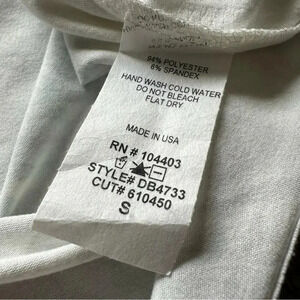 94% POLYESTER
6% SPANDEX
HAND WASH COLD WATER
DO NOT BLEACH
FLAT DRY
MADE IN USA
RN # 104403
STYLE# DB4733
CUT# 610450
S